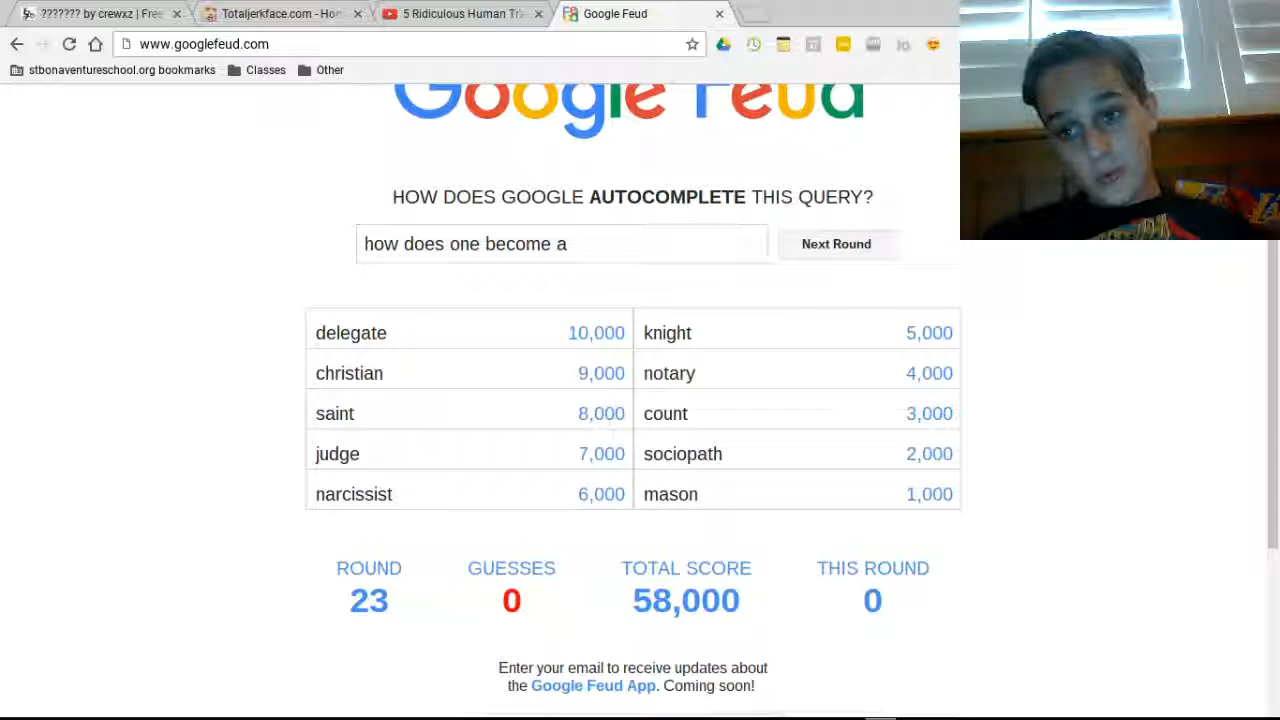 ??????? by crewxz | Free
Totaljerkface.com - Hor
5 Ridiculous Human Tr
Google Feud
www.googlefeud.com
stbonaventureschool.org bookmarks
Classes
Other
Google Feud
HOW DOES GOOGLE AUTOCOMPLETE THIS QUERY?
how does one become a
Next Round
delegate 10,000 knight 5,000
christian 9,000 notary 4,000
saint 8,000 count 3,000
judge 7,000 sociopath 2,000
narcissist 6,000 mason 1,000
ROUND GUESSES TOTAL SCORE THIS ROUND
23 0 58,000 0
Enter your email to receive updates about
the Google Feud App. Coming soon!